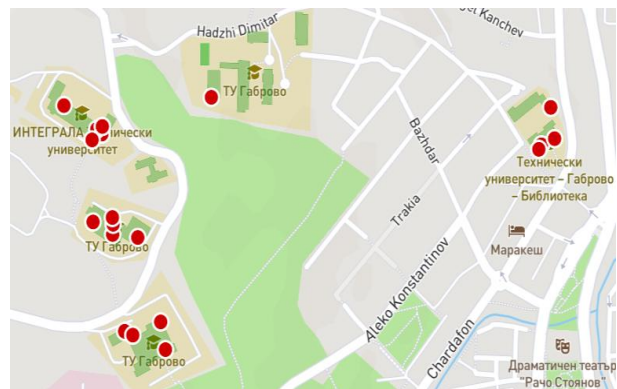 Hadzhi Dimitar
Kanchev
ТУ Габрово
ИНТЕГРАЛА
университет
Bazhdar
Технически
университет – Габрово
– Библиотека
Trakia
ТУ Габрово
Маракеш
Aleko Konstantinov
Chardafon
ТУ Габрово
Драматичен театър
"Рачо Стоянов"